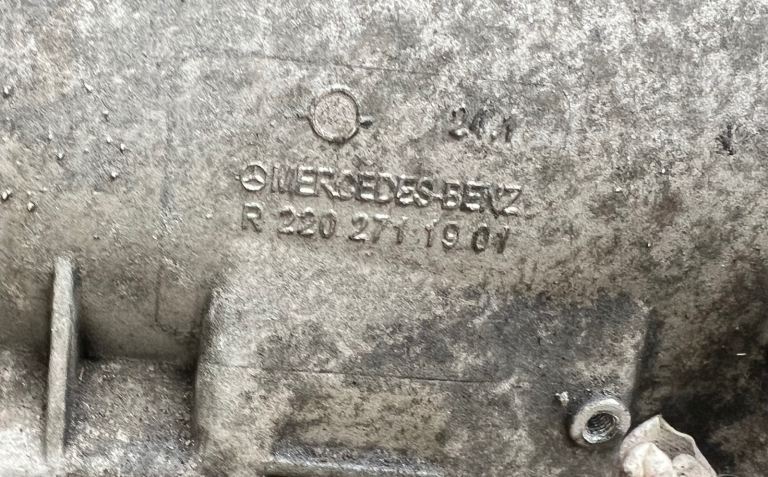 24.1
MERCEDES-BENZ
R 220 271 19 01